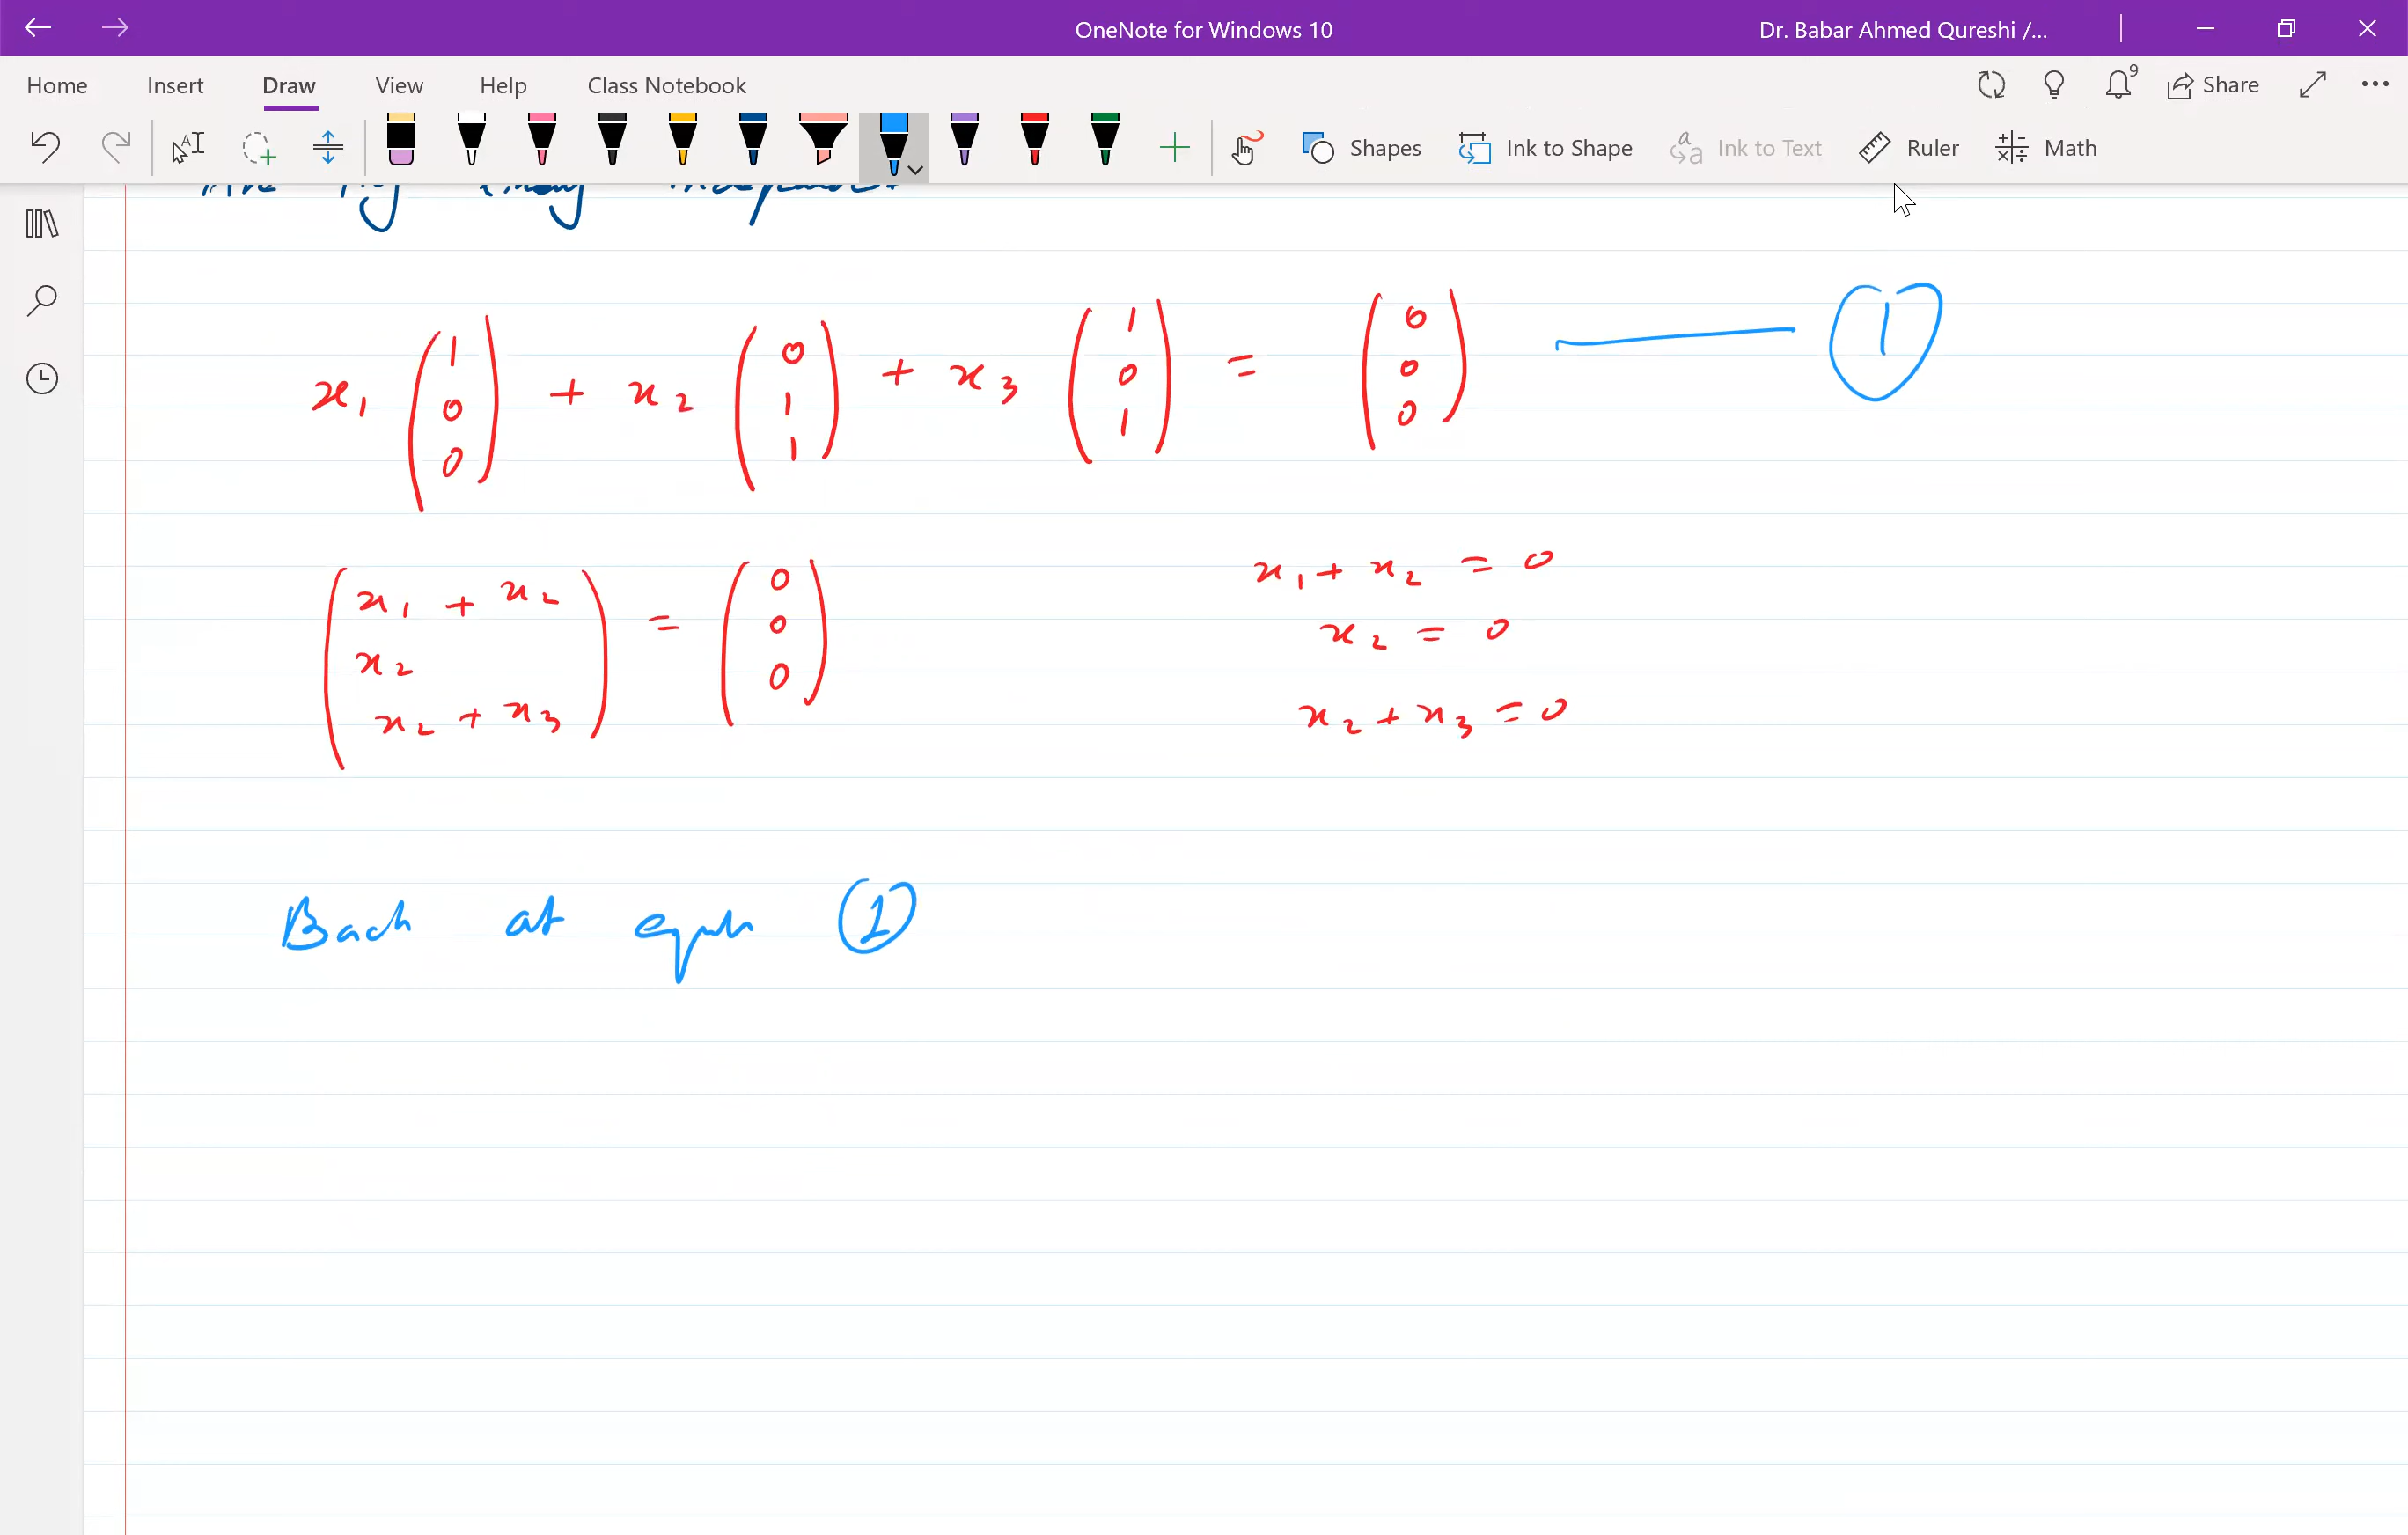 OneNote for Windows 10 Dr. Babar Ahmed Qureshi /...
Home Insert Draw View Help Class Notebook 9 Share
Shapes Ink to Shape Ink to Text Ruler Math
x₁ (1 0 0) + x₂ (0 1 1) + x₃ (1 0 1) = (0 0 0) —— ①
(x₁ + x₂
x₂
x₂ + x₃) = (0 0 0)
x₁ + x₂ = 0
x₂ = 0
x₂ + x₃ = 0
Back at eqn ①